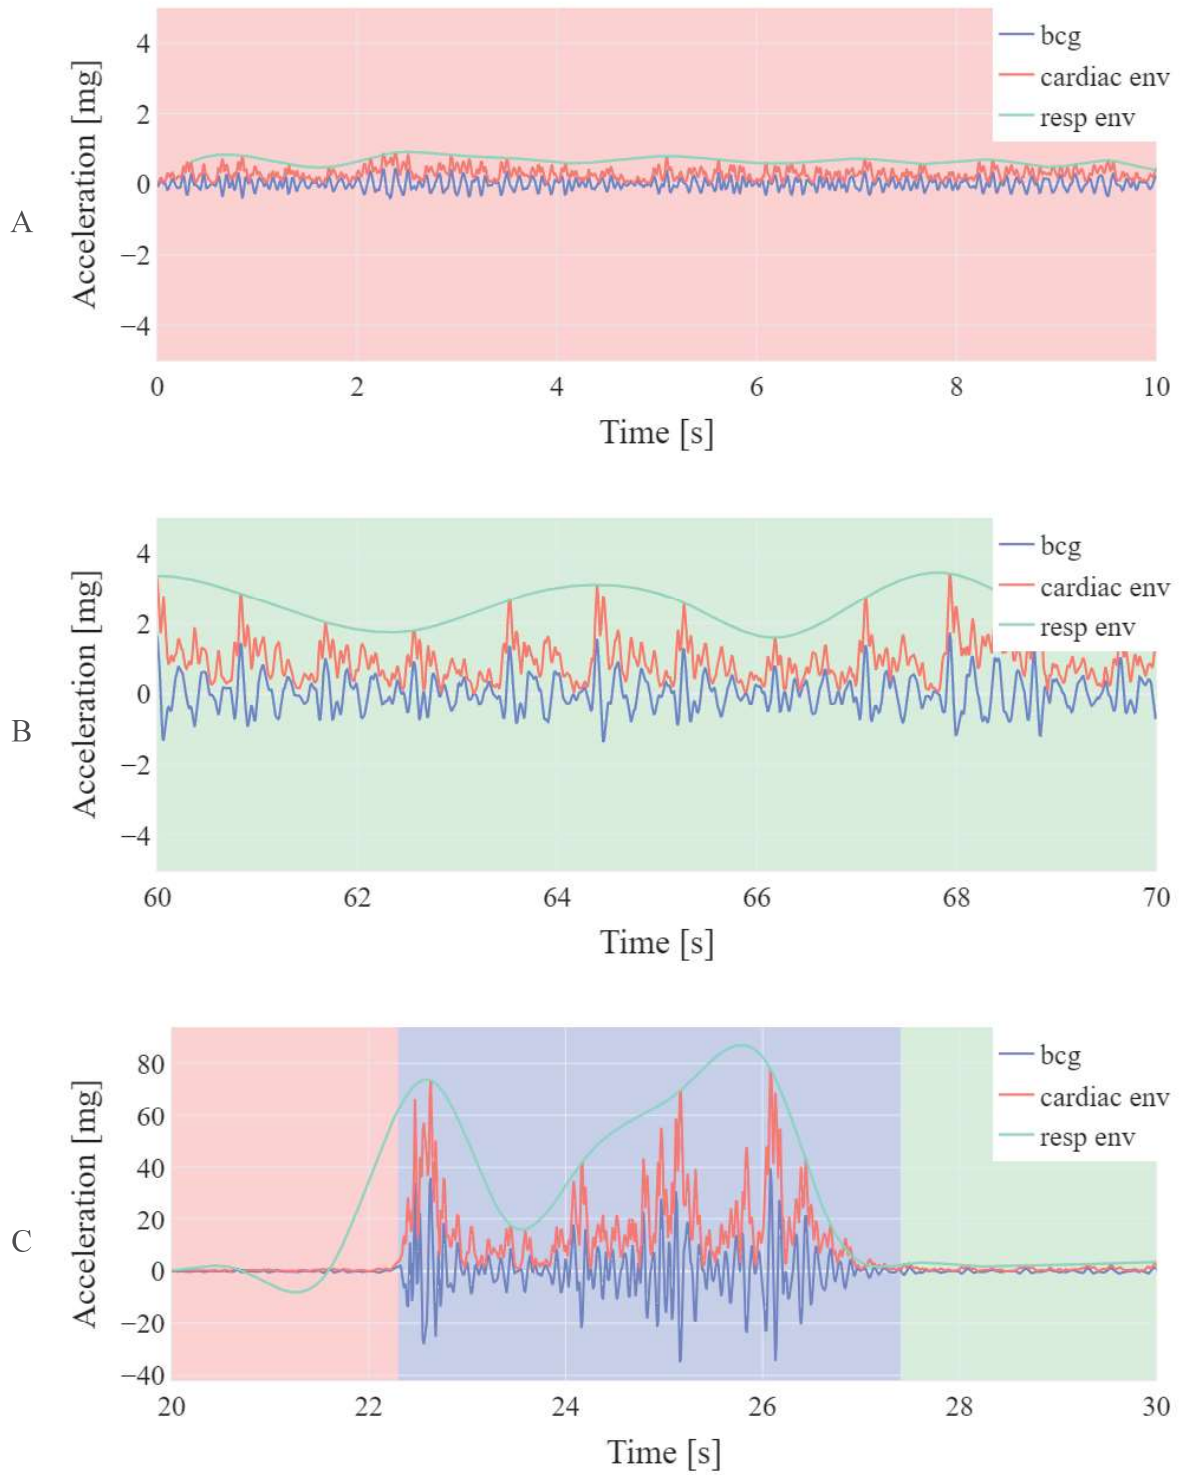 A
Acceleration [mg]
4
2
0
−2
−4
bcg
cardiac env
resp env
0 2 4 6 8 10
Time [s]
B
Acceleration [mg]
4
2
0
−2
−4
bcg
cardiac env
resp env
60 62 64 66 68 70
Time [s]
C
Acceleration [mg]
80
60
40
20
0
−20
−40
bcg
cardiac env
resp env
20 22 24 26 28 30
Time [s]